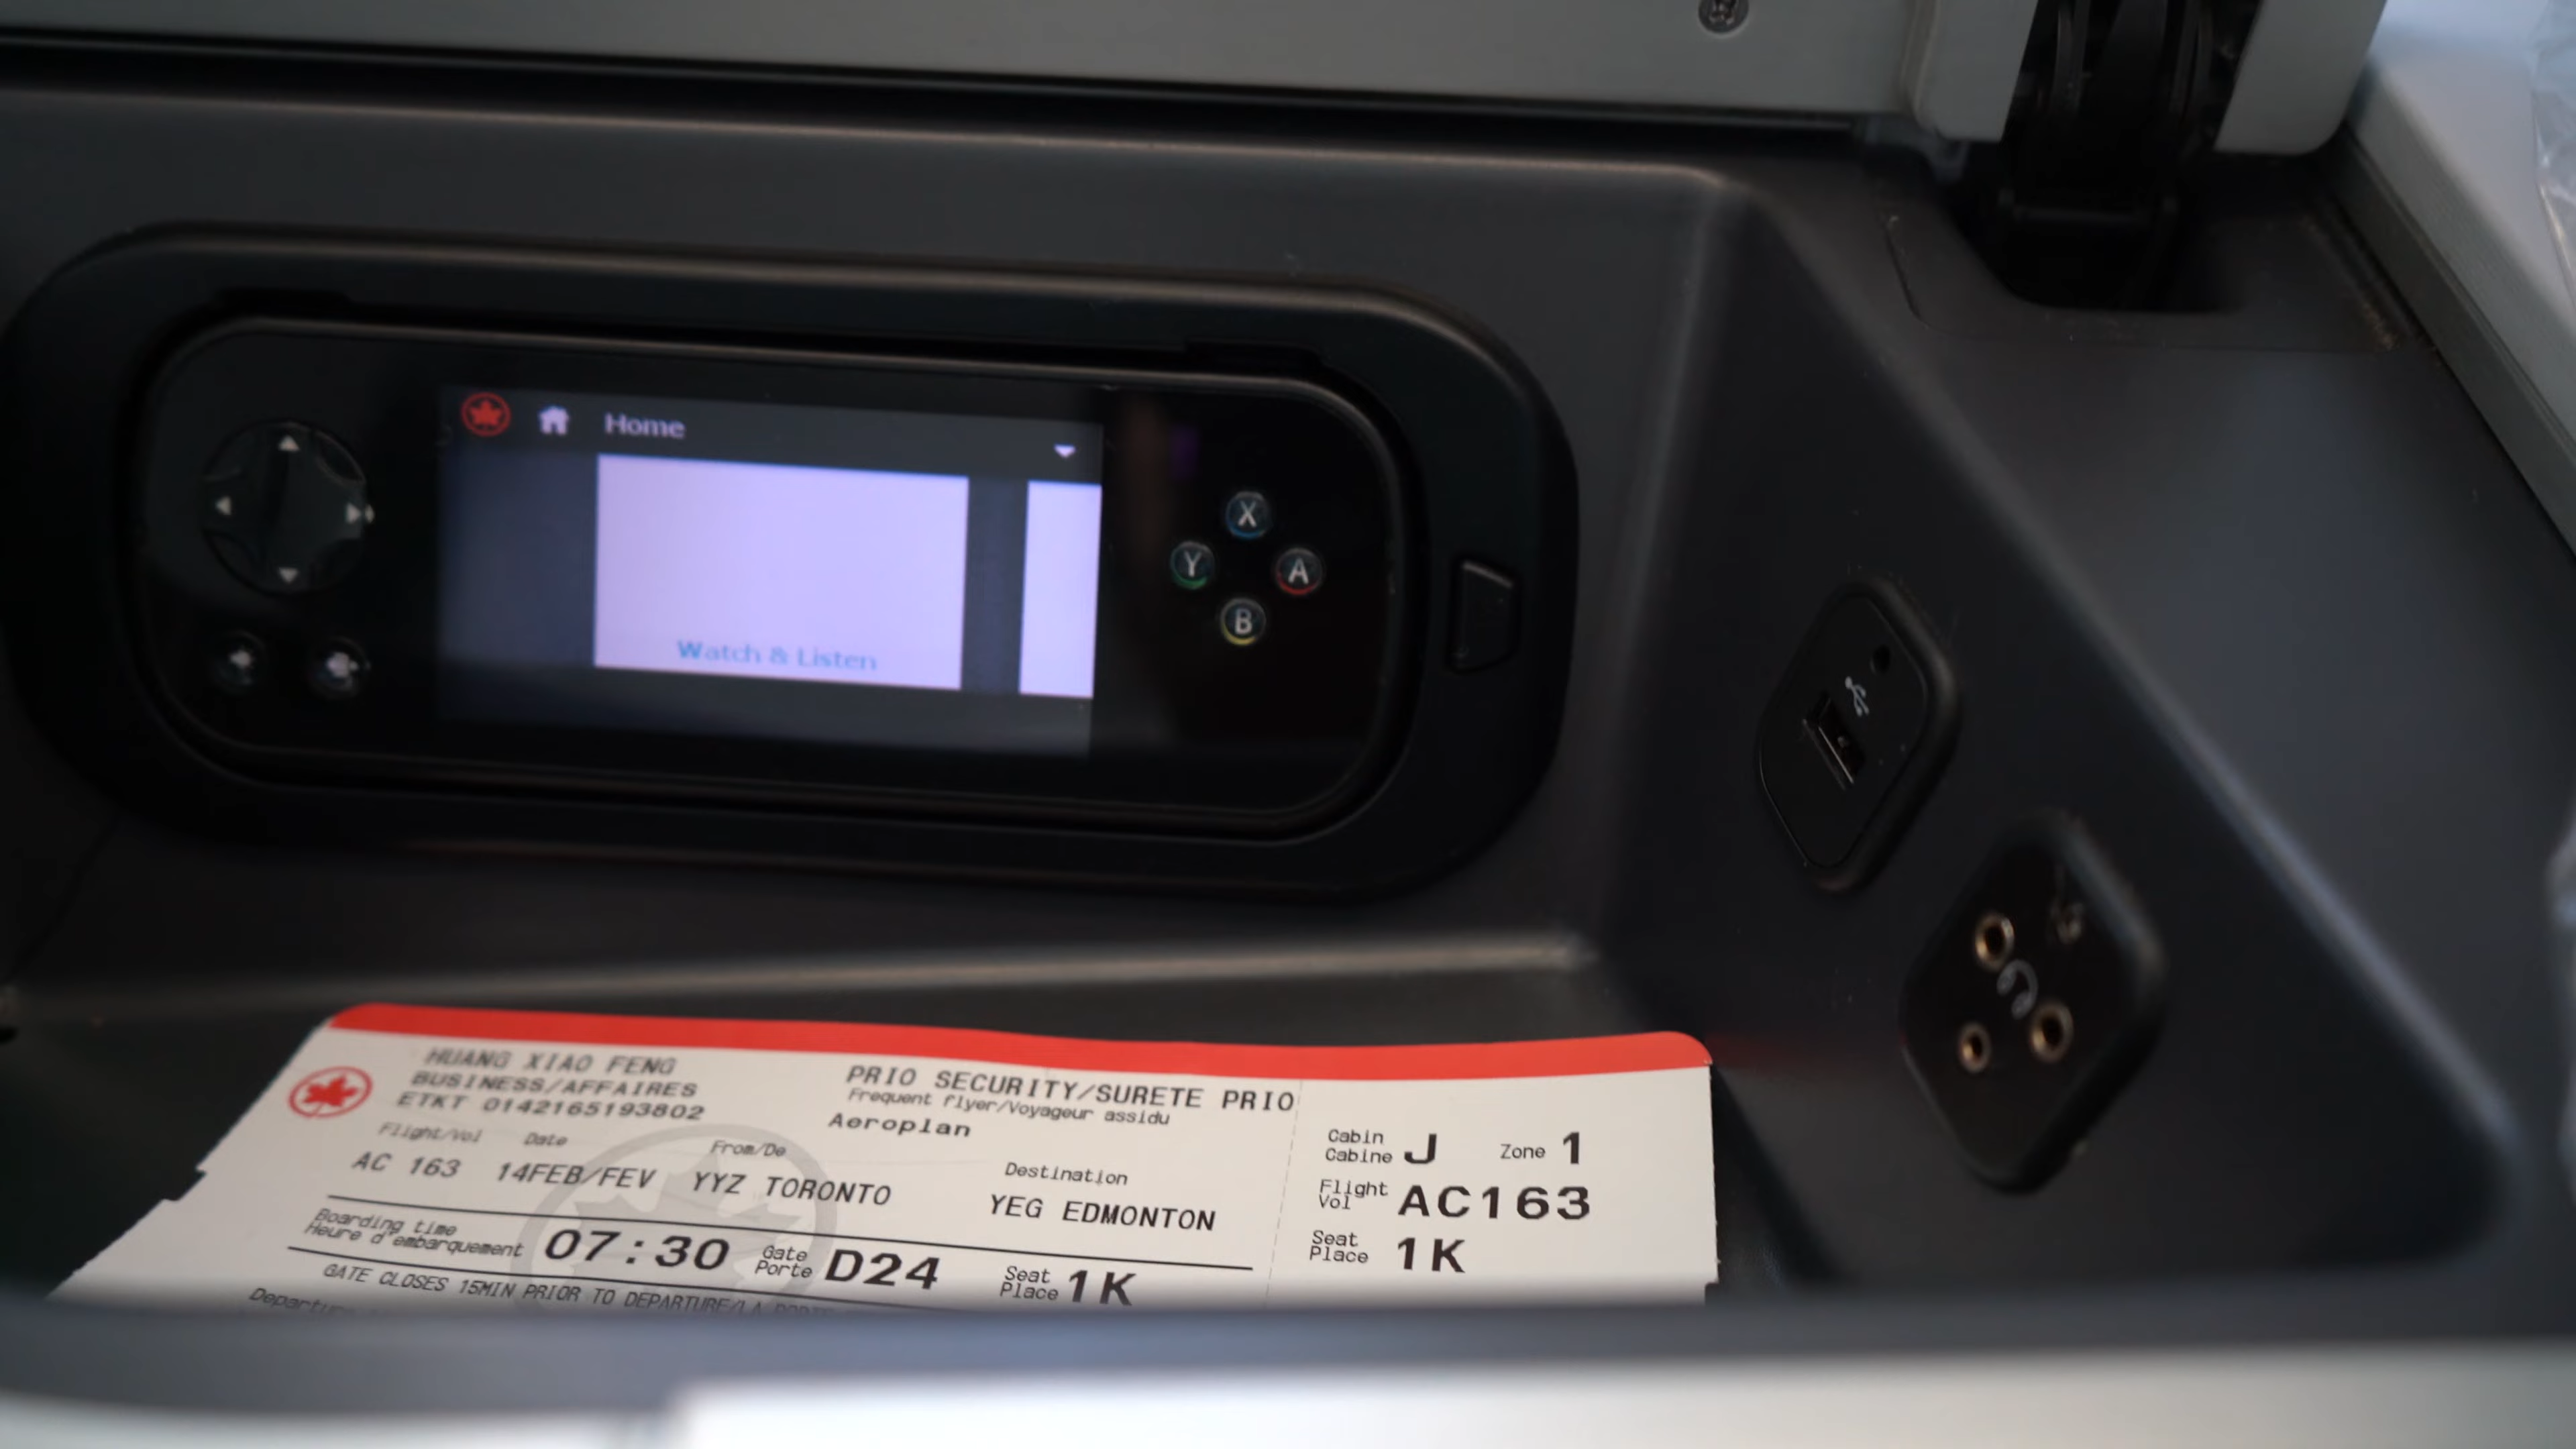 Home
Watch & Listen
X
Y
A
B
HUANG XIAO FENG
BUSINESS/AFFAIRES
ETKT 0142165193802
PRIO SECURITY/SURETE PRIO
Frequent flyer/Voyageur assidu
Aeroplan
Flight/Vol Date From/De Destination
AC 163 14FEB/FEV YYZ TORONTO YEG EDMONTON
Boarding time
Heure d'embarquement 07:30
Gate
Porte D24
Seat
Place 1K
GATE CLOSES 15MIN PRIOR TO DEPARTURE/LA PORTE
Departure
Cabin
Cabine J
Zone 1
Flight
Vol AC163
Seat
Place 1K